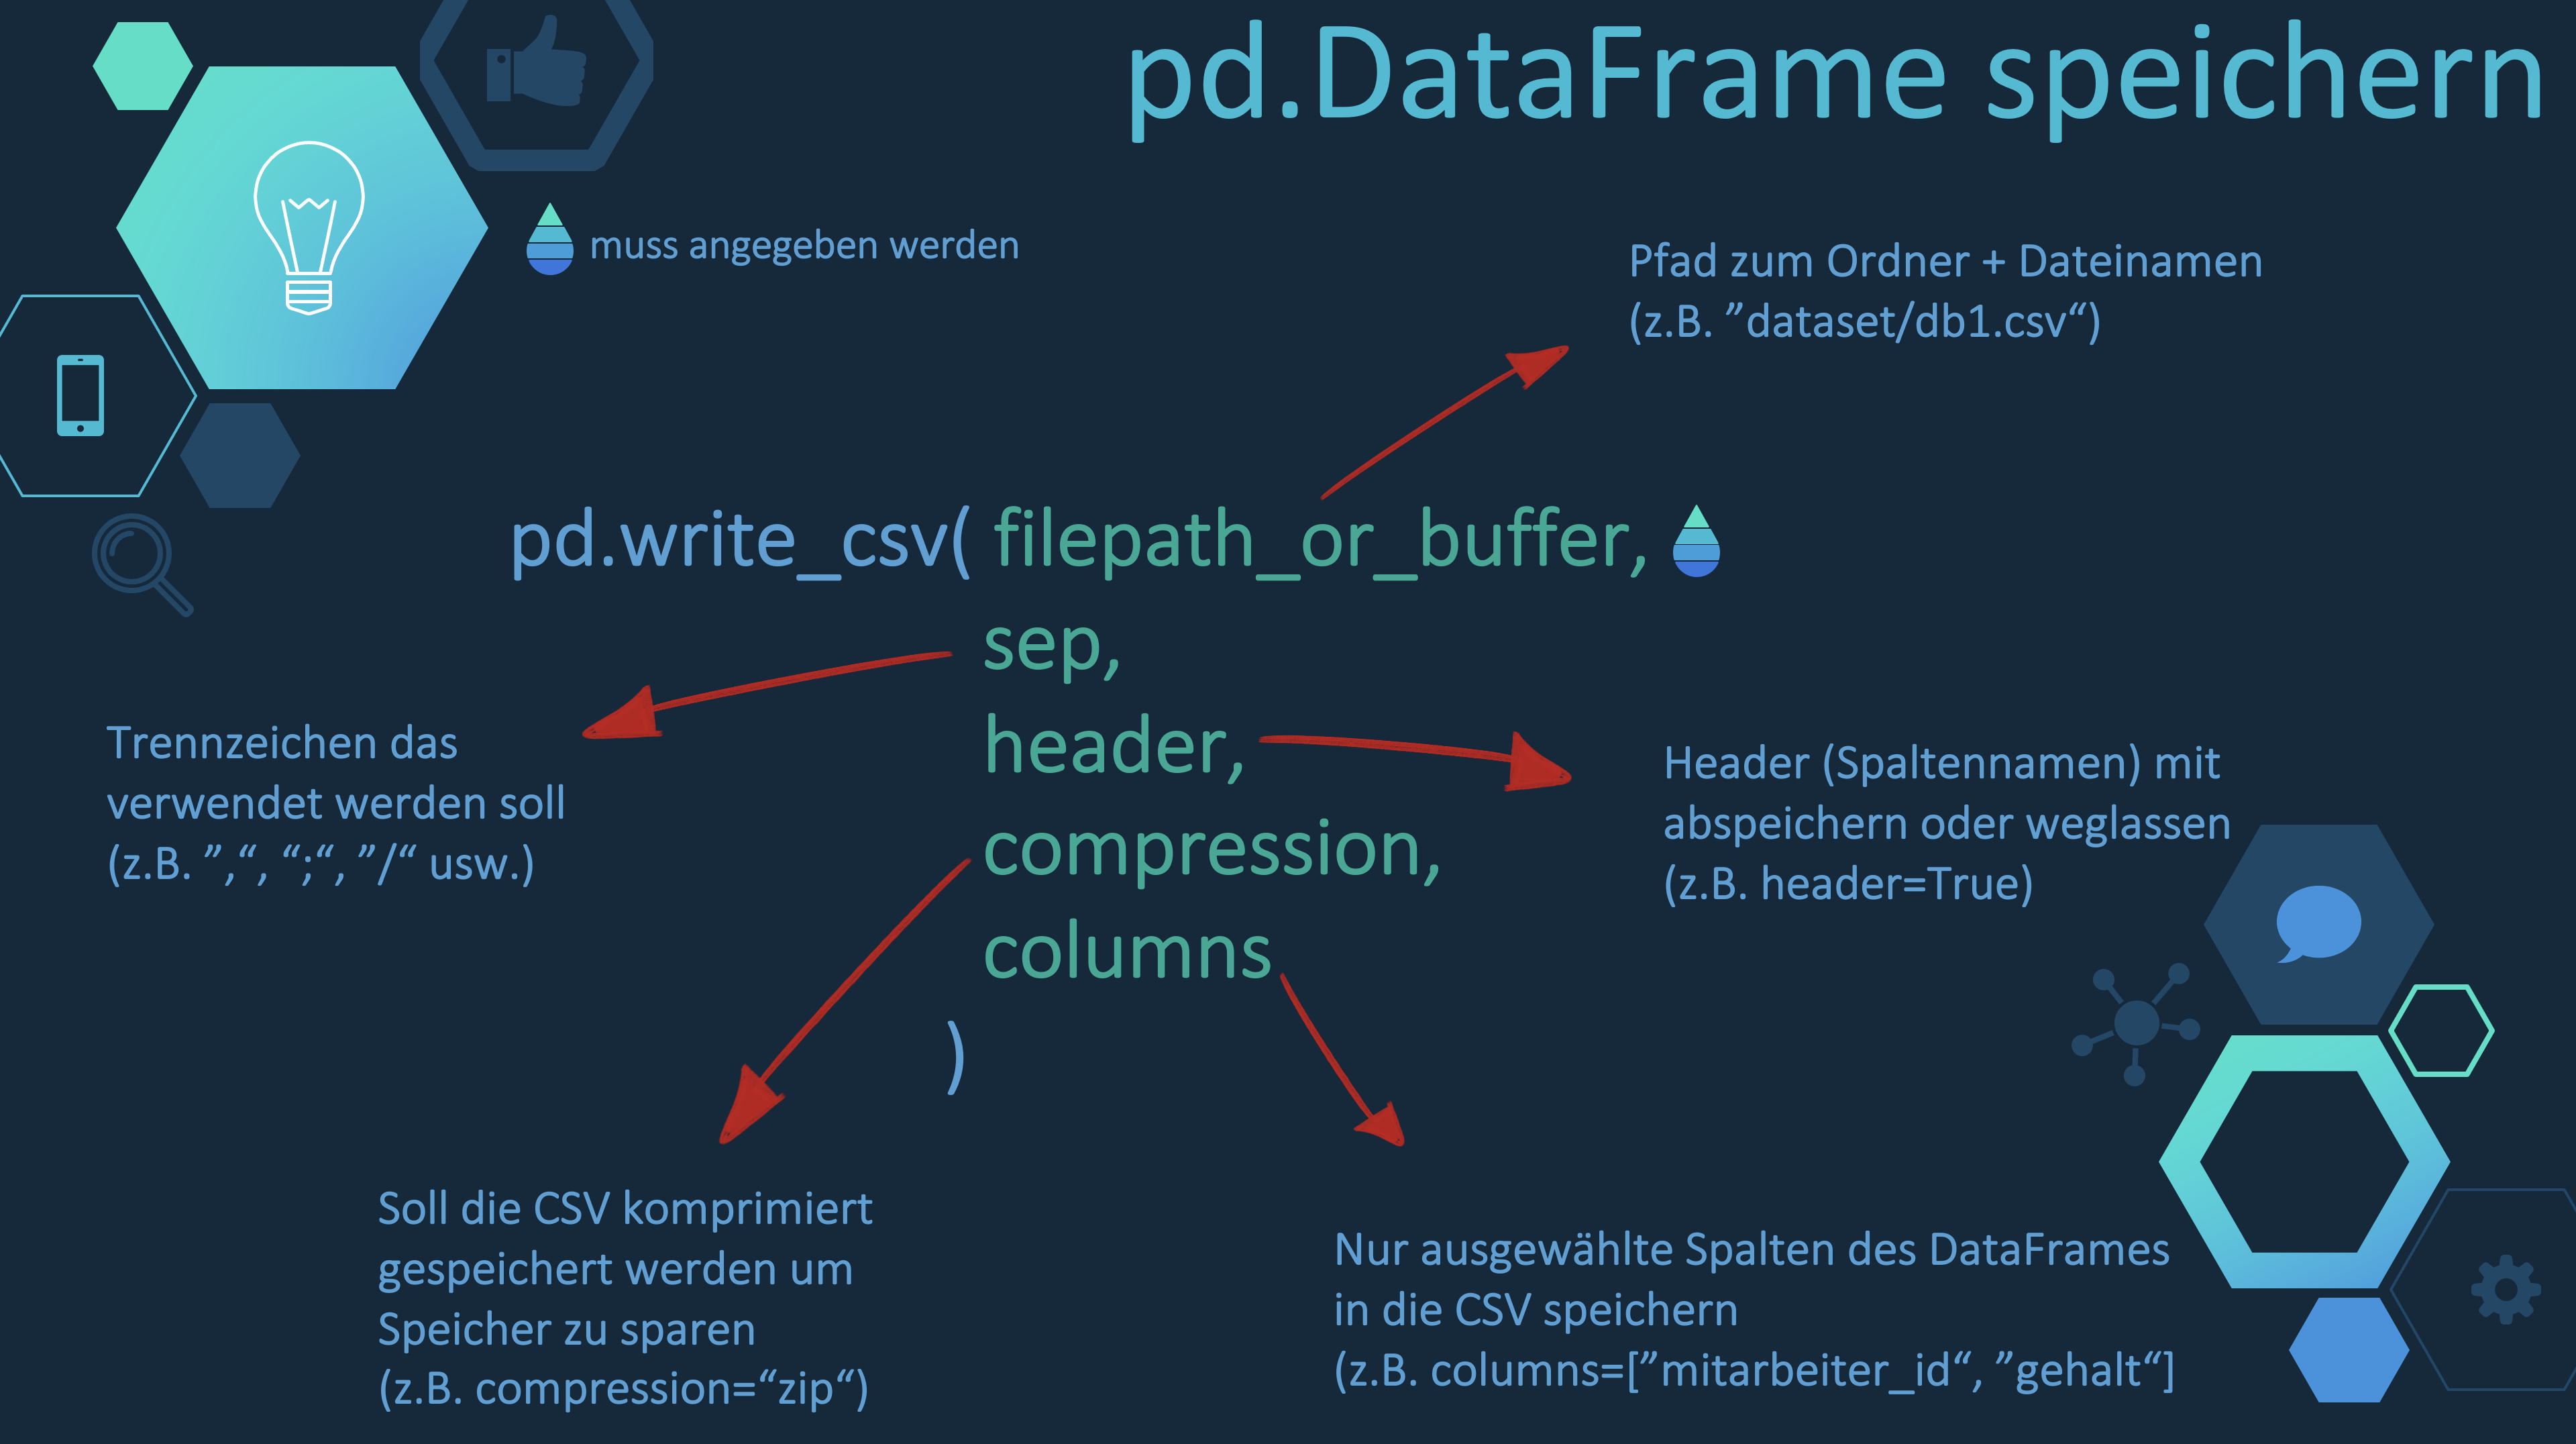 pd.DataFrame speichern
muss angegeben werden
Pfad zum Ordner + Dateinamen
(z.B. ”dataset/db1.csv“)
pd.write_csv( filepath_or_buffer,
sep,
header,
compression,
columns
)
Trennzeichen das
verwendet werden soll
(z.B. ”,“, “;“, ”/“ usw.)
Header (Spaltennamen) mit
abspeichern oder weglassen
(z.B. header=True)
Soll die CSV komprimiert
gespeichert werden um
Speicher zu sparen
(z.B. compression=“zip“)
Nur ausgewählte Spalten des DataFrames
in die CSV speichern
(z.B. columns=[”mitarbeiter_id“, ”gehalt“]